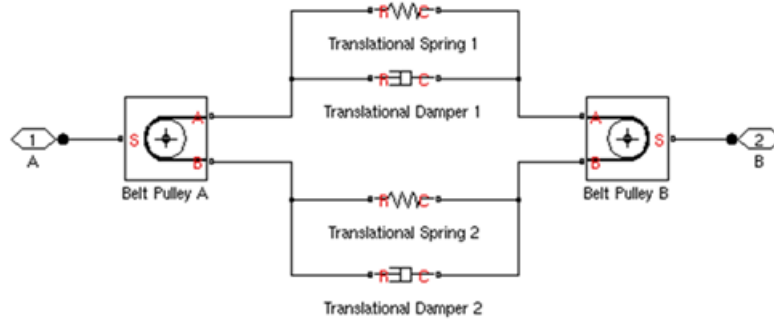 R C
Translational Spring 1
R C
Translational Damper 1
1 S A A S 2
A B B B
Belt Pulley A Belt Pulley B
R C
Translational Spring 2
R C
Translational Damper 2